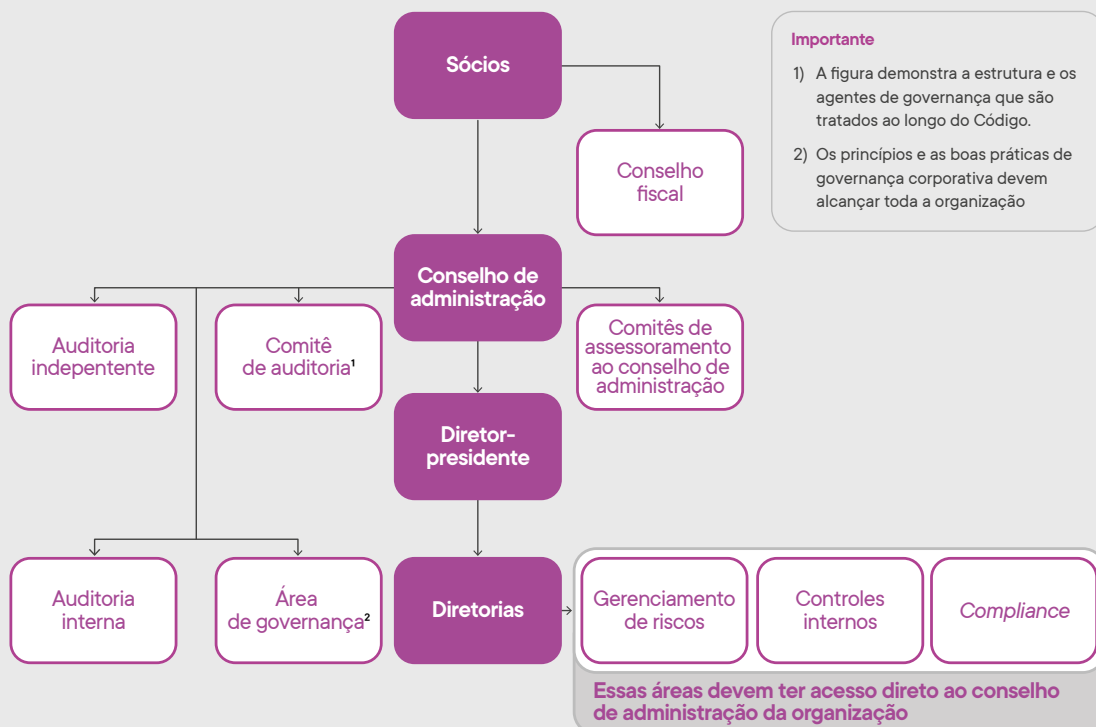 Sócios
Importante
1) A figura demonstra a estrutura e os
agentes de governança que são
tratados ao longo do Código.
2) Os princípios e as boas práticas de
governança corporativa devem
alcançar toda a organização
Conselho
fiscal
Conselho de
administração
Auditoria
indepentente
Comitê
de auditoria¹
Comitês de
assessoramento
ao conselho de
administração
Diretor-
presidente
Auditoria
interna
Área
de governança²
Diretorias
Gerenciamento
de riscos
Controles
internos
Compliance
Essas áreas devem ter acesso direto ao conselho
de administração da organização